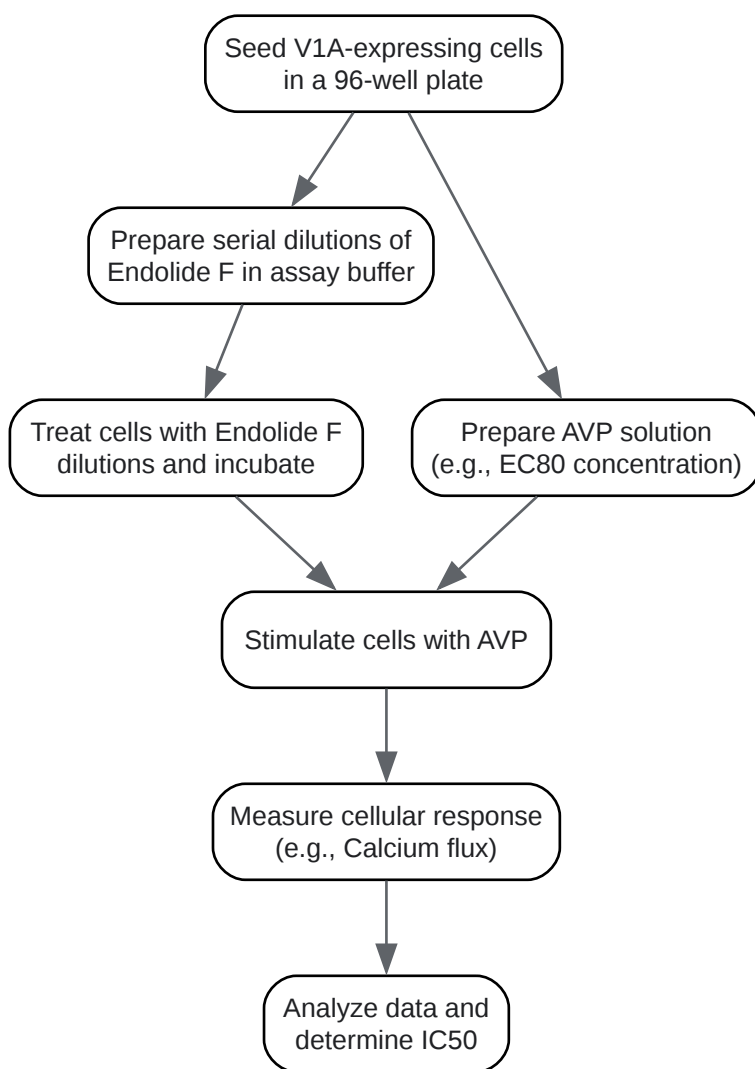 Seed V1A-expressing cells
in a 96-well plate
Prepare serial dilutions of
Endolide F in assay buffer
Treat cells with Endolide F
dilutions and incubate
Prepare AVP solution
(e.g., EC80 concentration)
Stimulate cells with AVP
Measure cellular response
(e.g., Calcium flux)
Analyze data and
determine IC50